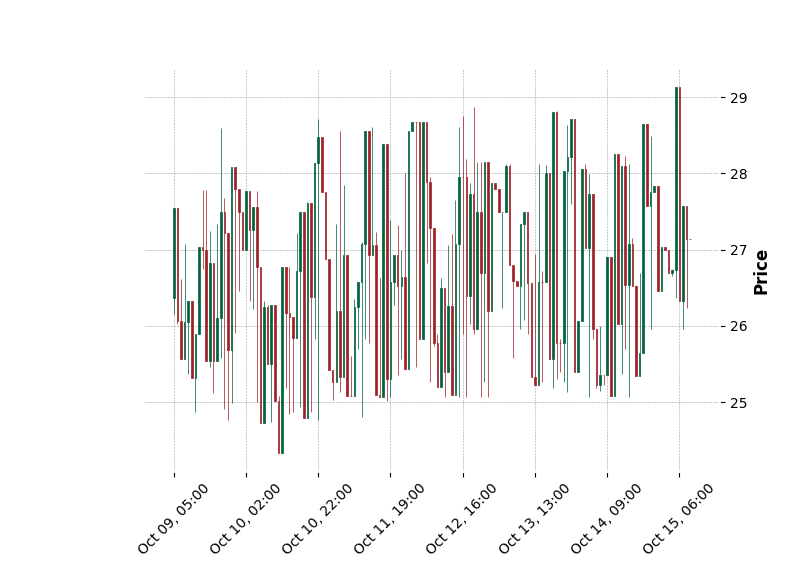 29
28
27
26
25
Price
Oct 09, 05:00
Oct 10, 02:00
Oct 10, 22:00
Oct 11, 19:00
Oct 12, 16:00
Oct 13, 13:00
Oct 14, 09:00
Oct 15, 06:00